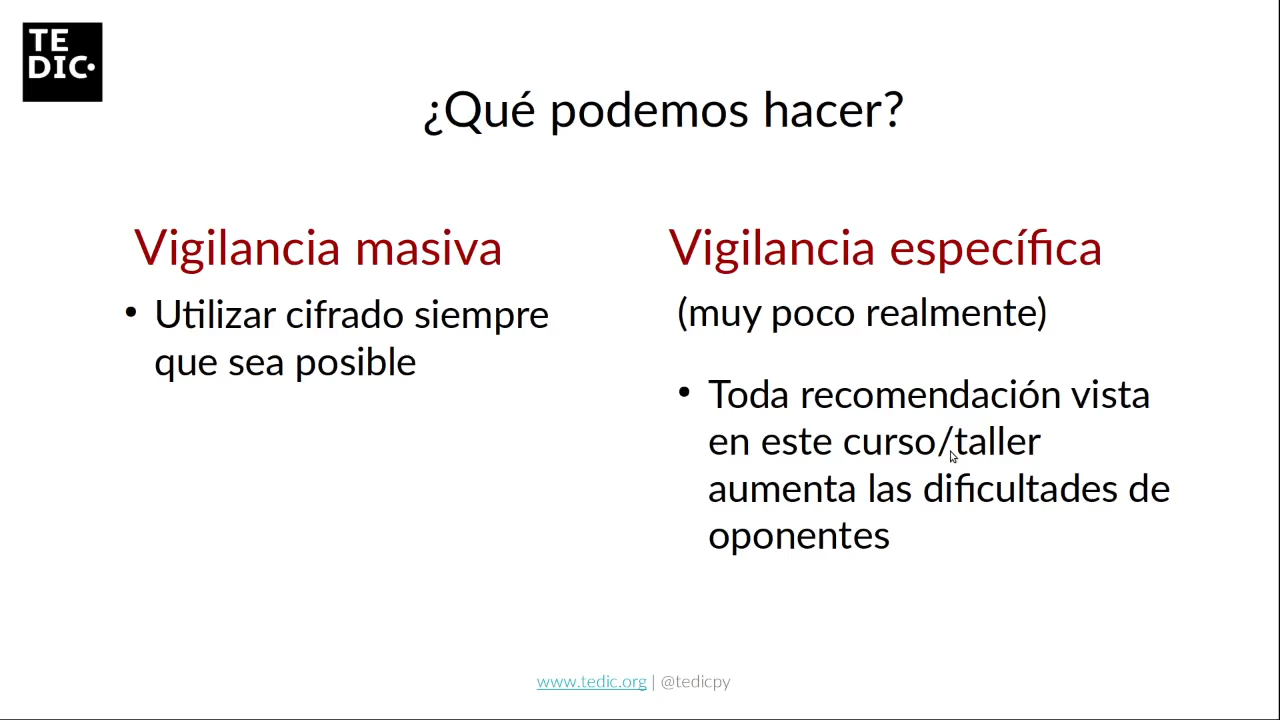 TE
DIC
¿Qué podemos hacer?
Vigilancia masiva
• Utilizar cifrado siempre
que sea posible
Vigilancia específica
(muy poco realmente)
• Toda recomendación vista
en este curso/taller
aumenta las dificultades de
oponentes
www.tedic.org | @tedicpy